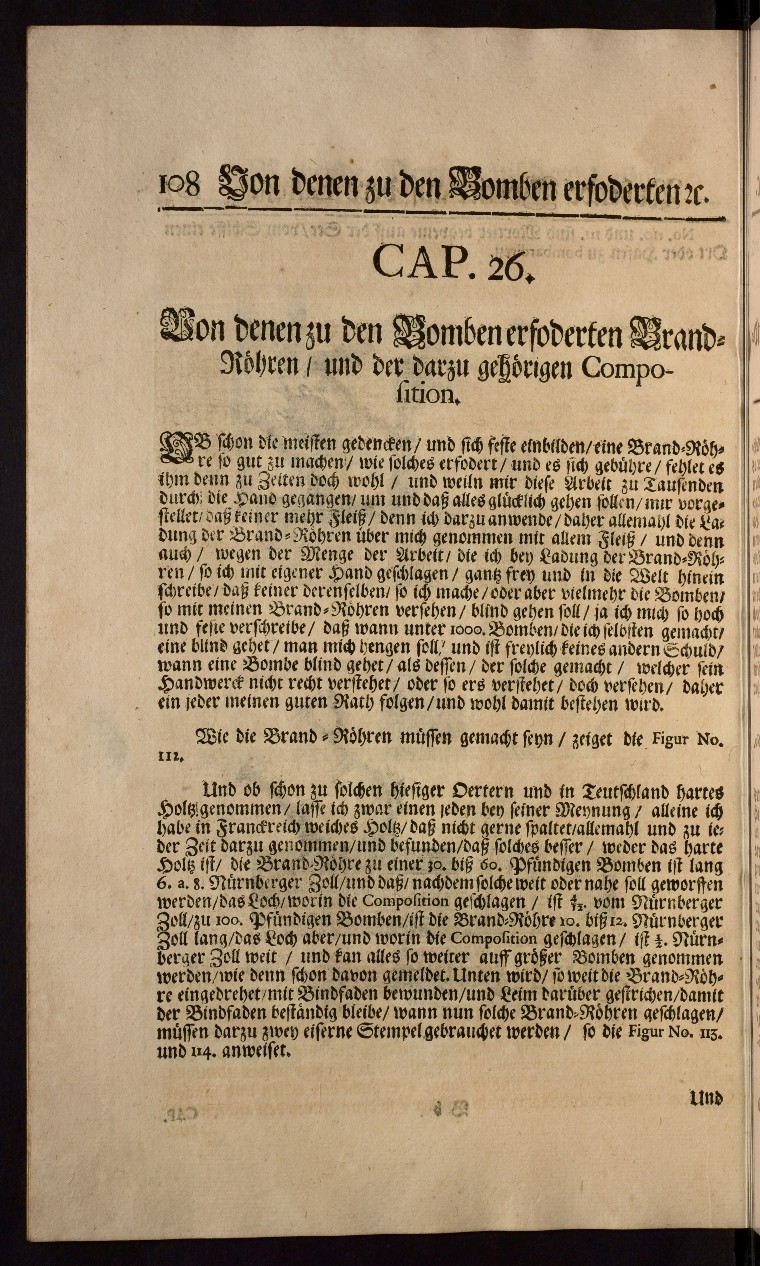 108 Von denen zu den Bomben erfoderten ꝛc.
CAP. 26.
Von denen zu den Bomben erfoderten Brand-
Röhren / und der darzu gehörigen Compo-
sition.
OB schon die meisten gedencken / und sich feste einbilden / eine Brand-Röh-
re so gut zu machen / wie solches erfodert / und es sich gebühre / fehlet es
ihm denn zu Zeiten doch wohl / und weiln mir diese Arbeit zu Tausenden
durch die Hand gegangen / um und daß alles glücklich gehen sollen / mir vorge-
stellet / daß keiner mehr Fleiß / denn ich darzu anwende / daher allemahl die La-
dung der Brand-Röhren über mich genommen mit allem Fleiß / und denn
auch / wegen der Menge der Arbeit / die ich bey Ladung der Brand-Röh-
ren / so ich mit eigener Hand geschlagen / gantz frey und in die Welt hinein
schreibe / daß keiner derenselben / so ich mache / oder aber vielmehr die Bomben /
so mit meinen Brand-Röhren versehen / blind gehen soll / ja ich mich so hoch
und feste verschreibe / daß wann unter 1000. Bomben / die ich selbsten gemacht /
eine blind gehet / man mich hengen soll / und ist freylich keines andern Schuld /
wann eine Bombe blind gehet / als dessen / der solche gemacht / welcher sein
Handwerck nicht recht verstehet / oder so ers verstehet / doch versehen / daher
ein jeder meinen guten Rath folgen / und wohl damit bestehen wird.
Wie die Brand-Röhren müssen gemacht seyn / zeiget die Figur No.
112.
Und ob schon zu solchen hiesiger Oertern und in Teutschland hartes
Holtz genommen / lasse ich zwar einen jeden bey seiner Meynung / alleine ich
habe in Franckreich weiches Holtz / daß nicht gerne spaltet / allemahl und zu je-
der Zeit darzu genommen / und befunden / daß solches besser / weder das harte
Holtz ist / die Brand-Röhre zu einer 30. biß 60. Pfündigen Bomben ist lang
6. a. 8. Nürnberger Zoll / und daß / nachdem solche weit oder nahe soll geworffen
werden / das Loch / worin die Composition geschlagen / ist vom Nürnberger
Zoll / zu 100. Pfündigen Bomben / ist die Brand-Röhre 10. biß 12. Nürnberger
Zoll lang / das Loch aber / und worin die Composition geschlagen / ist Nürn-
berger Zoll weit / und kan alles so weiter auff größer Bomben genommen
werden / wie denn schon davon gemeldet. Unten wird / so weit die Brand-Röh-
re eingedrehet / mit Bindfaden bewunden / und Leim darüber gestrichen / damit
der Bindfaden beständig bleibe / wann nun solche Brand-Röhren geschlagen /
müssen darzu zwey eiserne Stempel gebrauchet werden / so die Figur No. 113.
und 114. anweiset.
Und